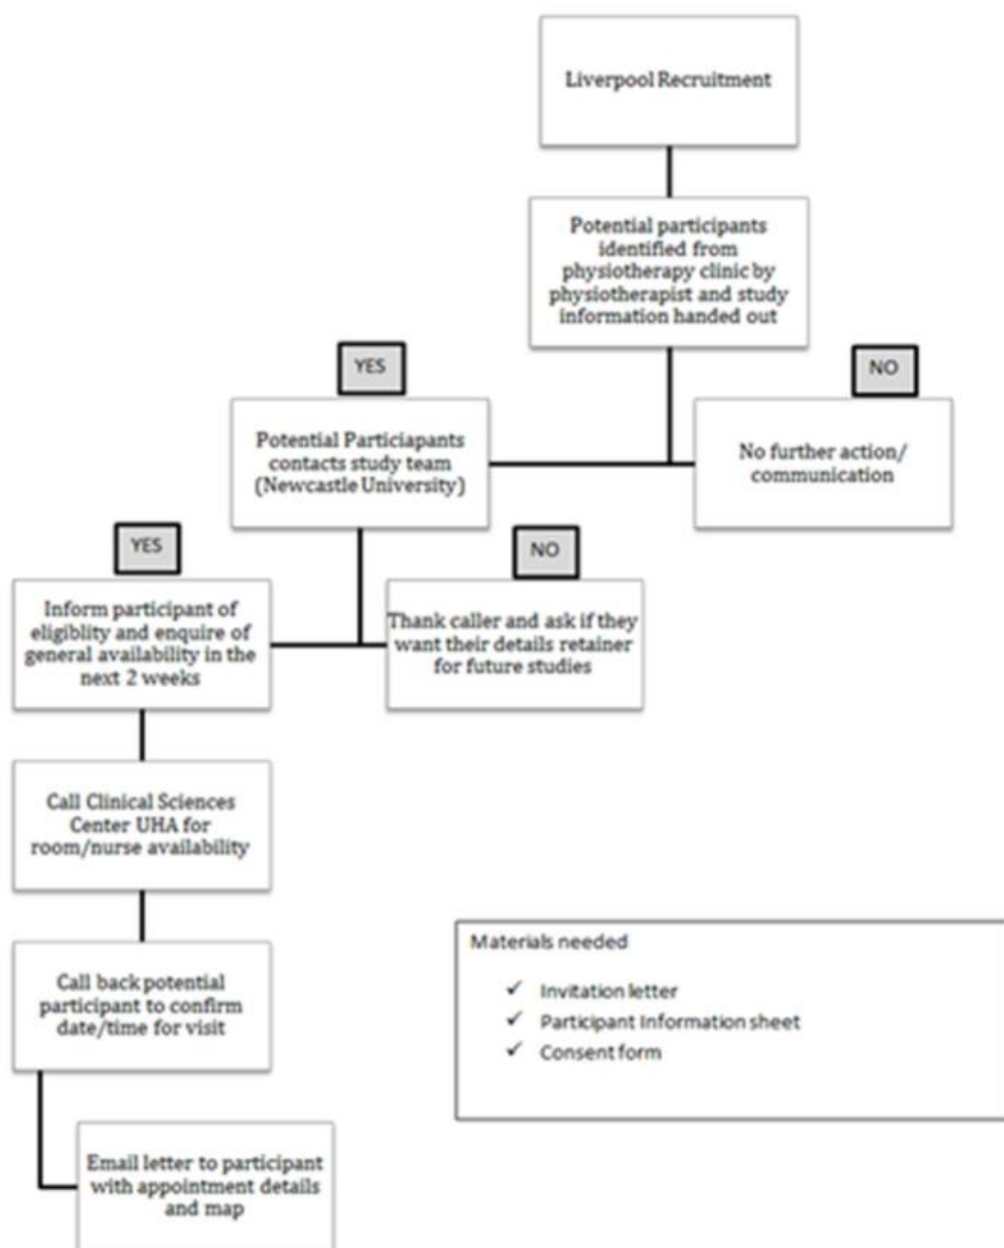 Liverpool Recruitment
Potential participants
identified from
physiotherapy clinic by
physiotherapist and study
information handed out
YES
NO
Potential Particiapants
contacts study team
(Newcastle University)
No further action/
communication
YES
NO
Inform participant of
eligiblity and enquire of
general availability in the
next 2 weeks
Thank caller and ask if they
want their details retainer
for future studies
Call Clinical Sciences
Center UHA for
room/nurse availability
Call back potential
participant to confirm
date/time for visit
Email letter to participant
with appointment details
and map
Materials needed
✓ Invitation letter
✓ Participant Information sheet
✓ Consent form